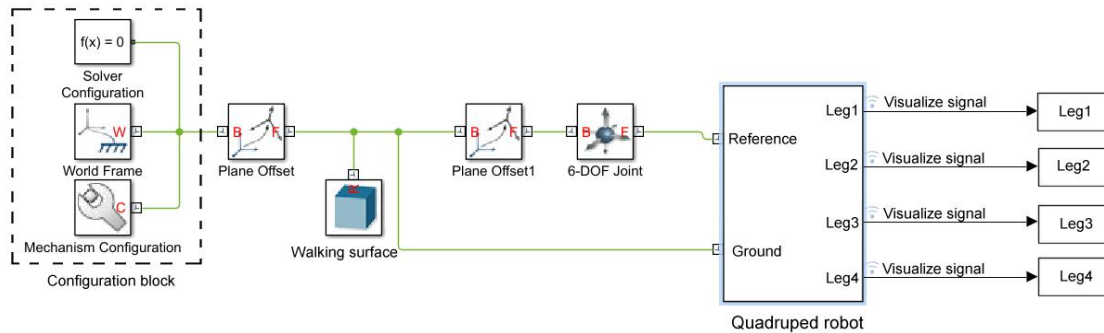 f(x) = 0
Solver
Configuration
W
World Frame
C
Mechanism Configuration
Configuration block
B
F
Plane Offset
R
Walking surface
B
F
Plane Offset1
B
F
6-DOF Joint
Reference
Ground
Leg1
Leg2
Leg3
Leg4
Quadruped robot
Visualize signal
Leg1
Visualize signal
Leg2
Visualize signal
Leg3
Visualize signal
Leg4